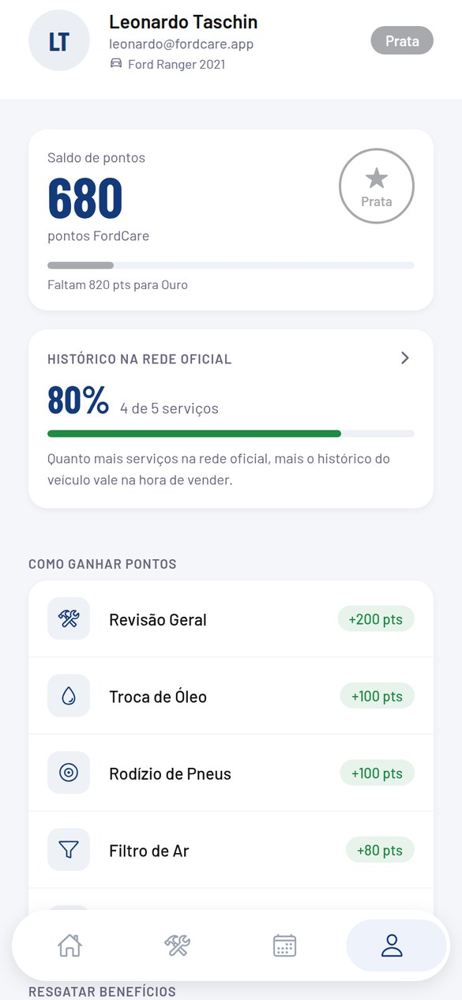 LT
Leonardo Taschin
leonardo@fordcare.app
Ford Ranger 2021
Prata
Saldo de pontos
680
pontos FordCare
Prata
Faltam 820 pts para Ouro
HISTÓRICO NA REDE OFICIAL
80% 4 de 5 serviços
Quanto mais serviços na rede oficial, mais o histórico do
veículo vale na hora de vender.
COMO GANHAR PONTOS
Revisão Geral +200 pts
Troca de Óleo +100 pts
Rodízio de Pneus +100 pts
Filtro de Ar +80 pts
RESGATAR BENEFÍCIOS